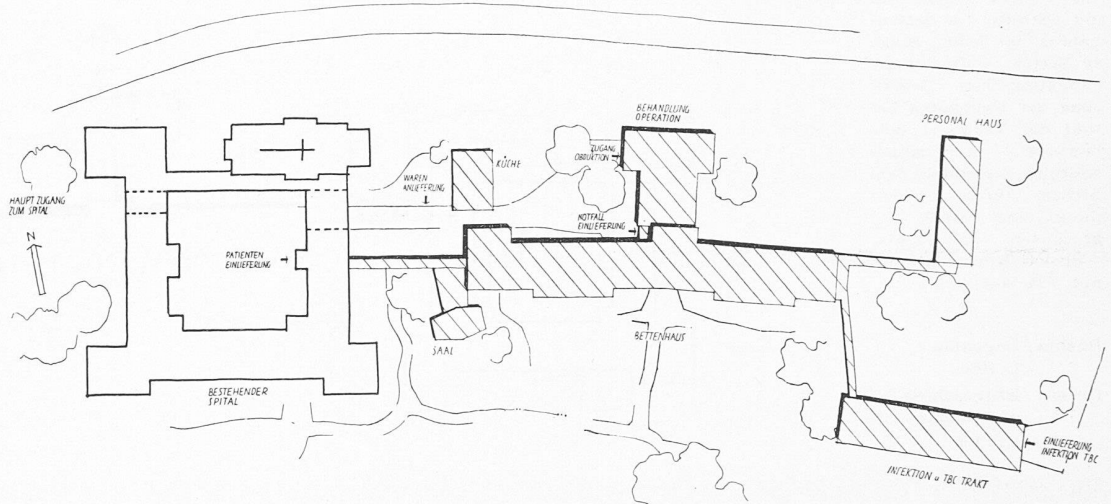 BEHANDLUNG
OPERATION
PERSONAL HAUS
ZUGANG
OBDUKTION
KÜCHE
WAREN
ANLIEFERUNG
HAUPT ZUGANG
ZUM SPITAL
N
NOTFALL
EINLIEFERUNG
PATIENTEN
EINLIEFERUNG
SAAL
BETTENHAUS
BESTEHENDER
SPITAL
EINLIEFERUNG
INFEKTION TBC
INFEKTION u TBC TRAKT